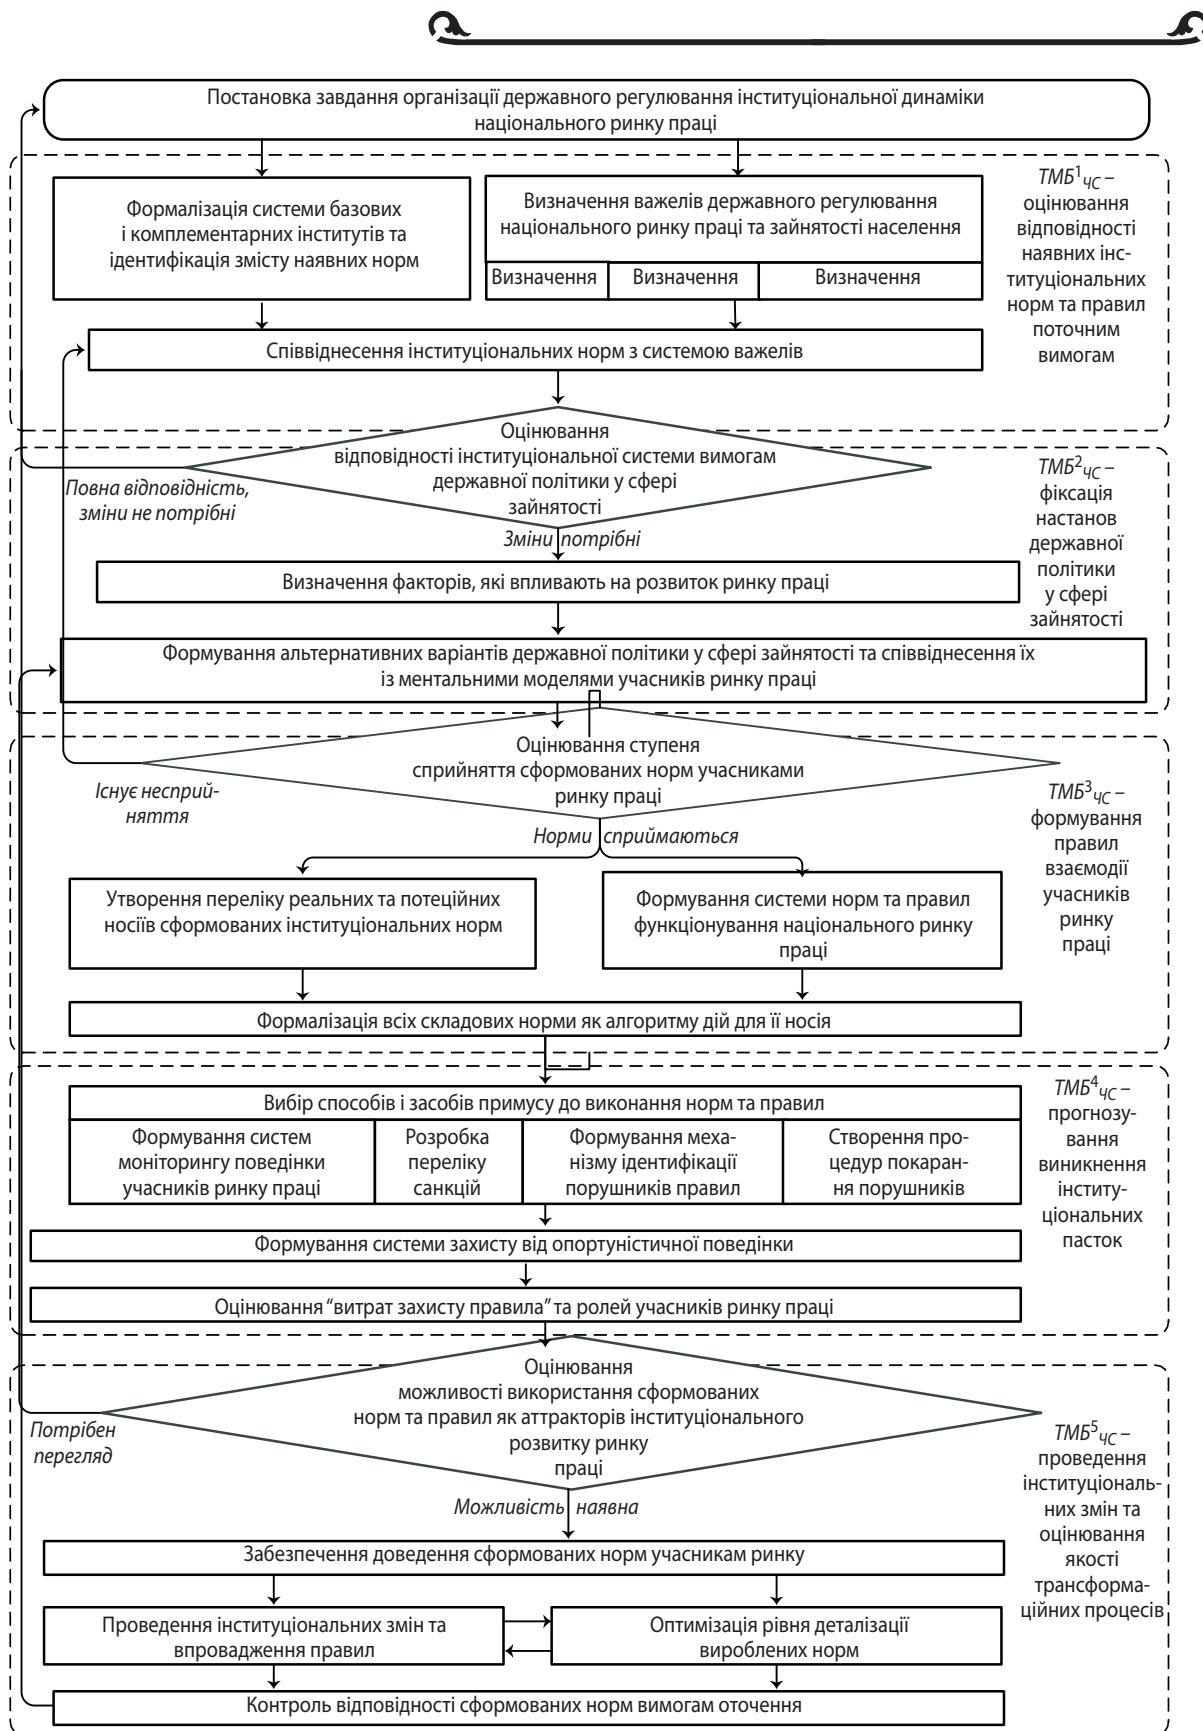 Постановка завдання організації державного регулювання інституціональної динаміки
національного ринку праці
ТМБ¹ЧС –
оцінювання
відповідності
наявних інс-
титуціональних
норм та правил
поточним
вимогам
Формалізація системи базових
і комплементарних інститутів та
ідентифікація змісту наявних норм
Визначення важелів державного регулювання
національного ринку праці та зайнятості населення
Визначення
Визначення
Визначення
Співвіднесення інституціональних норм з системою важелів
Оцінювання
відповідності інституціональної системи вимогам
державної політики у сфері
зайнятості
Повна відповідність,
зміни не потрібні
Зміни потрібні
ТМБ²ЧС –
фіксація
настанов
державної
політики
у сфері
зайнятості
Визначення факторів, які впливають на розвиток ринку праці
Формування альтернативних варіантів державної політики у сфері зайнятості та співвіднесення їх
із ментальними моделями учасників ринку праці
Оцінювання ступеня
сприйняття сформованих норм учасниками
ринку праці
Існує несприй-
няття
Норми сприймаються
ТМБ³ЧС –
формування
правил
взаємодії
учасників
ринку
праці
Утворення переліку реальних та потеційних
носіїв сформованих інституціональних норм
Формування системи норм та правил
функціонування національного ринку
праці
Формалізація всіх складових норми як алгоритму дій для її носія
ТМБ⁴ЧС –
прогнозу-
вання
виникнення
інститу-
ціональних
пасток
Вибір способів і засобів примусу до виконання норм та правил
Формування систем
моніторингу поведінки
учасників ринку праці
Розробка
переліку
санкцій
Формування меха-
нізму ідентифікації
порушників правил
Створення про-
цедур покаран-
ня порушників
Формування системи захисту від опортуністичної поведінки
Оцінювання “витрат захисту правила” та ролей учасників ринку праці
Оцінювання
можливості використання сформованих
норм та правил як аттракторів інституціонального
розвитку ринку
праці
Потрібен
перегляд
Можливість наявна
ТМБ⁵ЧС –
проведення
інституціональ-
них змін та
оцінювання
якості
трансформа-
ційних процесів
Забезпечення доведення сформованих норм учасникам ринку
Проведення інституціональних змін та
впровадження правил
Оптимізація рівня деталізації
вироблених норм
Контроль відповідності сформованих норм вимогам оточення